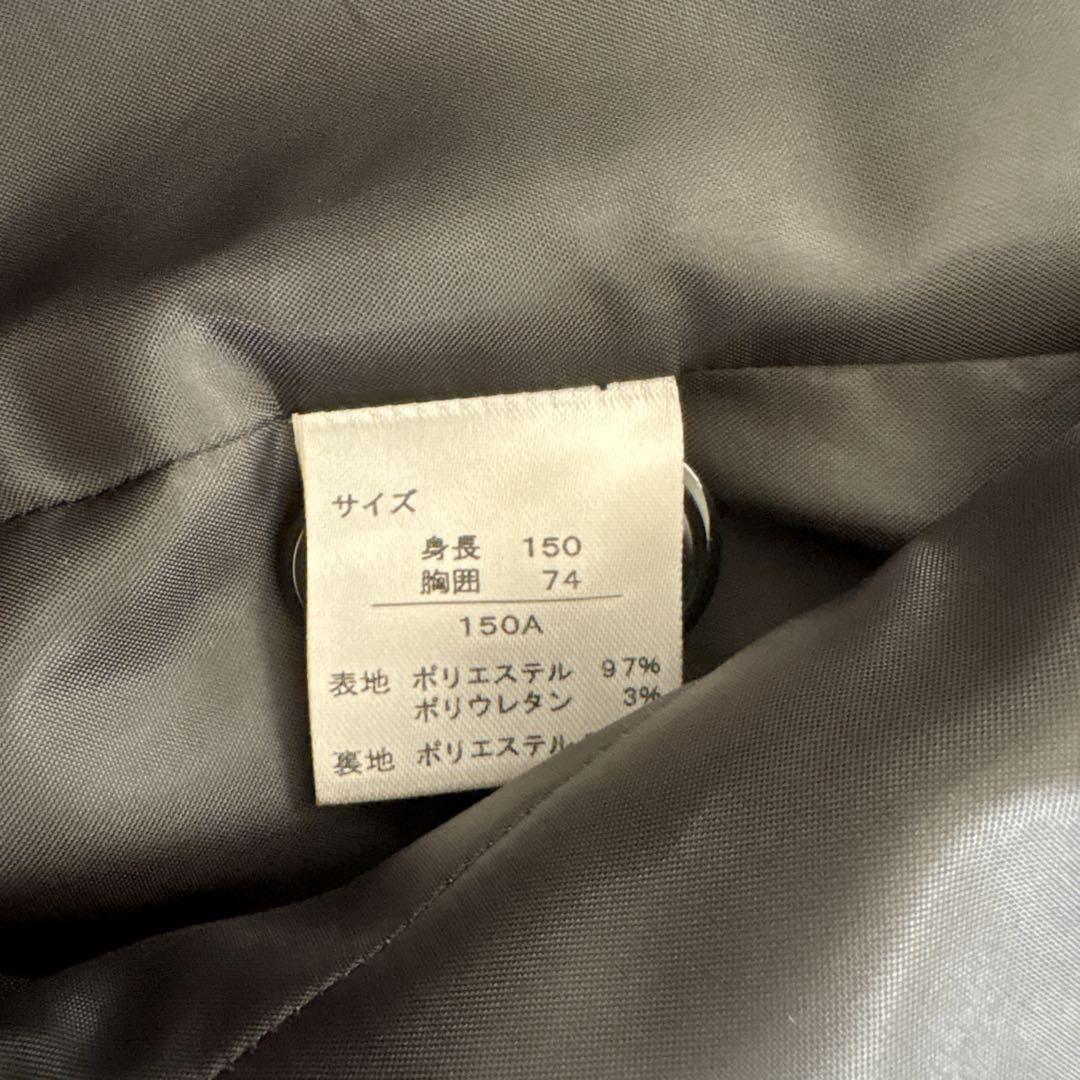 サイズ
身長 150
胸囲 74
150A
表地 ポリエステル 97%
ポリウレタン 3%
裏地 ポリエステル